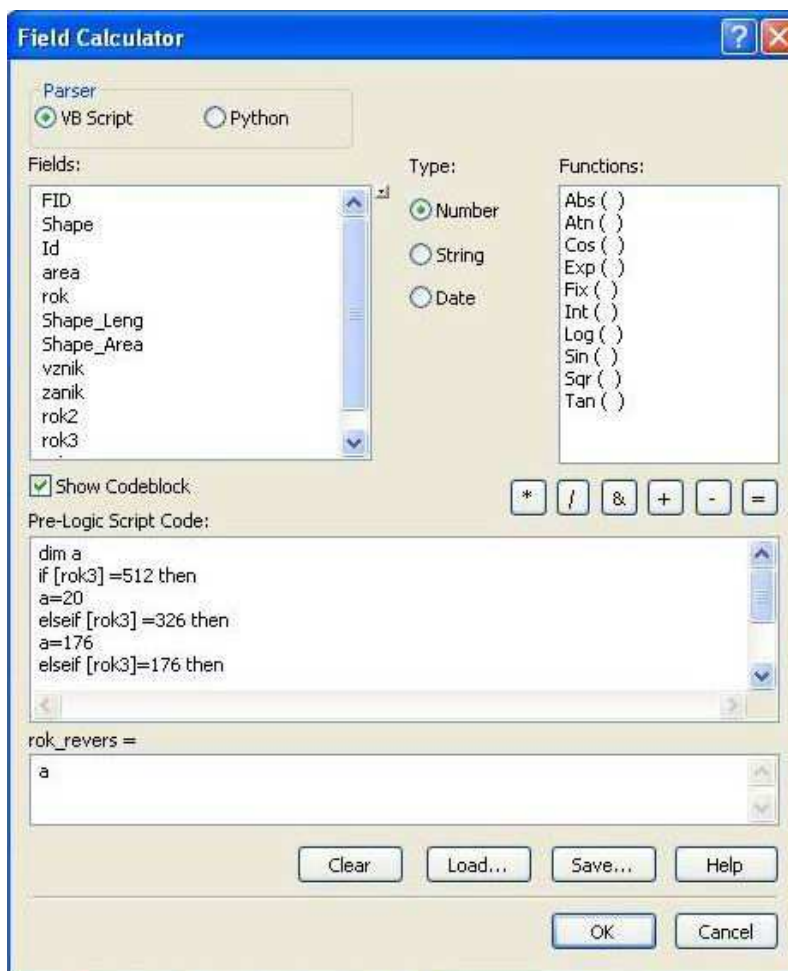 Field Calculator
Parser
VB Script Python
Fields:
FID
Shape
Id
area
rok
Shape_Leng
Shape_Area
vznik
zanik
rok2
rok3
Type:
Number
String
Date
Functions:
Abs ( )
Atn ( )
Cos ( )
Exp ( )
Fix ( )
Int ( )
Log ( )
Sin ( )
Sqr ( )
Tan ( )
Show Codeblock
* / & + - =
Pre-Logic Script Code:
dim a
if [rok3] =512 then
a=20
elseif [rok3] =326 then
a=176
elseif [rok3]=176 then
rok_revers =
a
Clear Load... Save... Help
OK Cancel